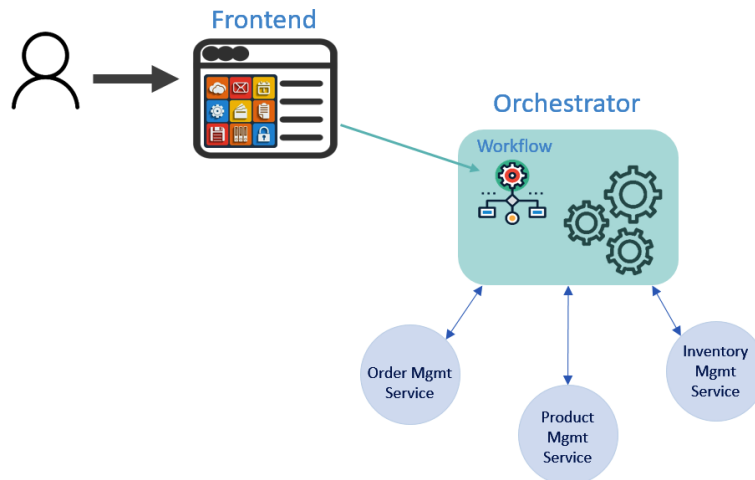 Frontend
Orchestrator
Workflow
Order Mgmt
Service
Product
Mgmt
Service
Inventory
Mgmt
Service